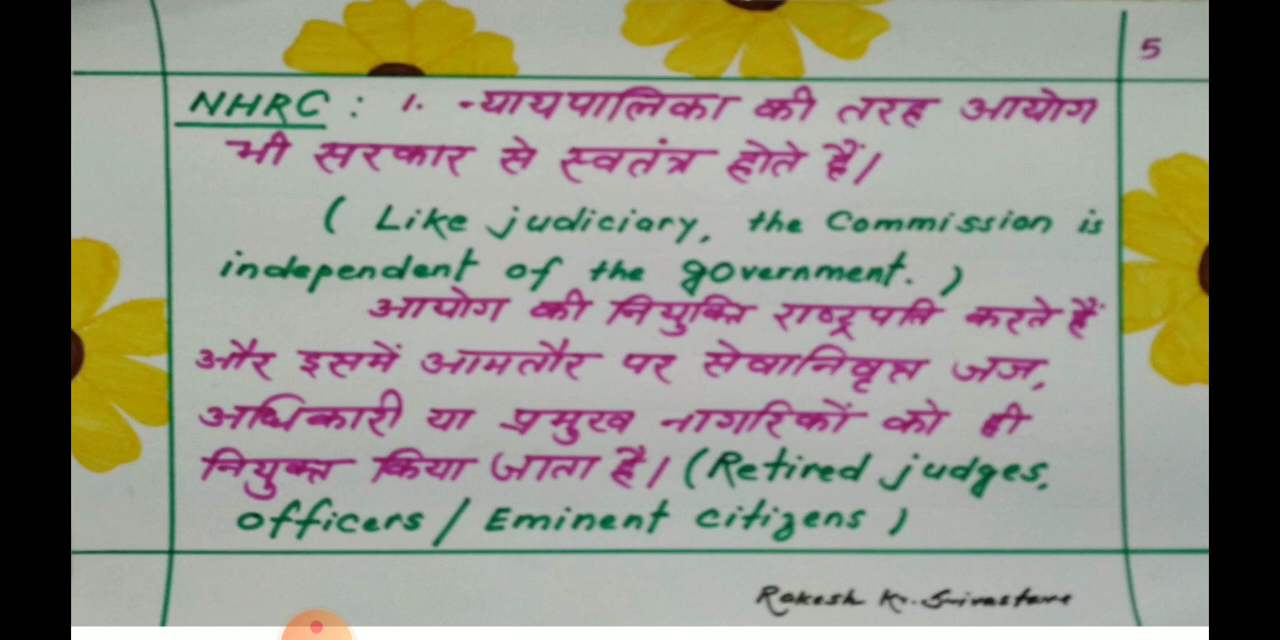 5
NHRC : 1. न्यायपालिका की तरह आयोग
भी सरकार से स्वतंत्र होते हैं।
( Like judiciary, the Commission is
independent of the government. )
आयोग की नियुक्ति राष्ट्रपति करते हैं
और इसमें आमतौर पर सेवानिवृत्त जज,
अधिकारी या प्रमुख नागरिकों को ही
नियुक्त किया जाता है। (Retired judges,
officers / Eminent citizens )
Rakesh Kr. Srivastava